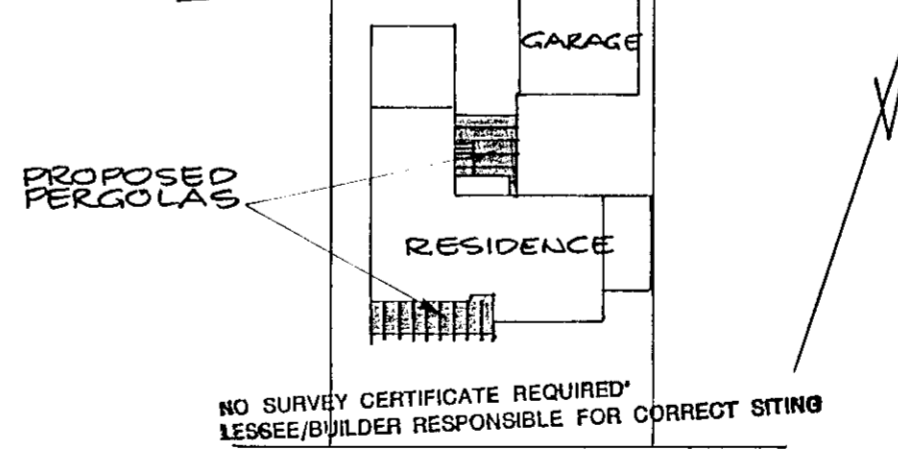 GARAGE
PROPOSED
PERGOLAS
RESIDENCE
NO SURVEY CERTIFICATE REQUIRED
LESSEE/BUILDER RESPONSIBLE FOR CORRECT SITING